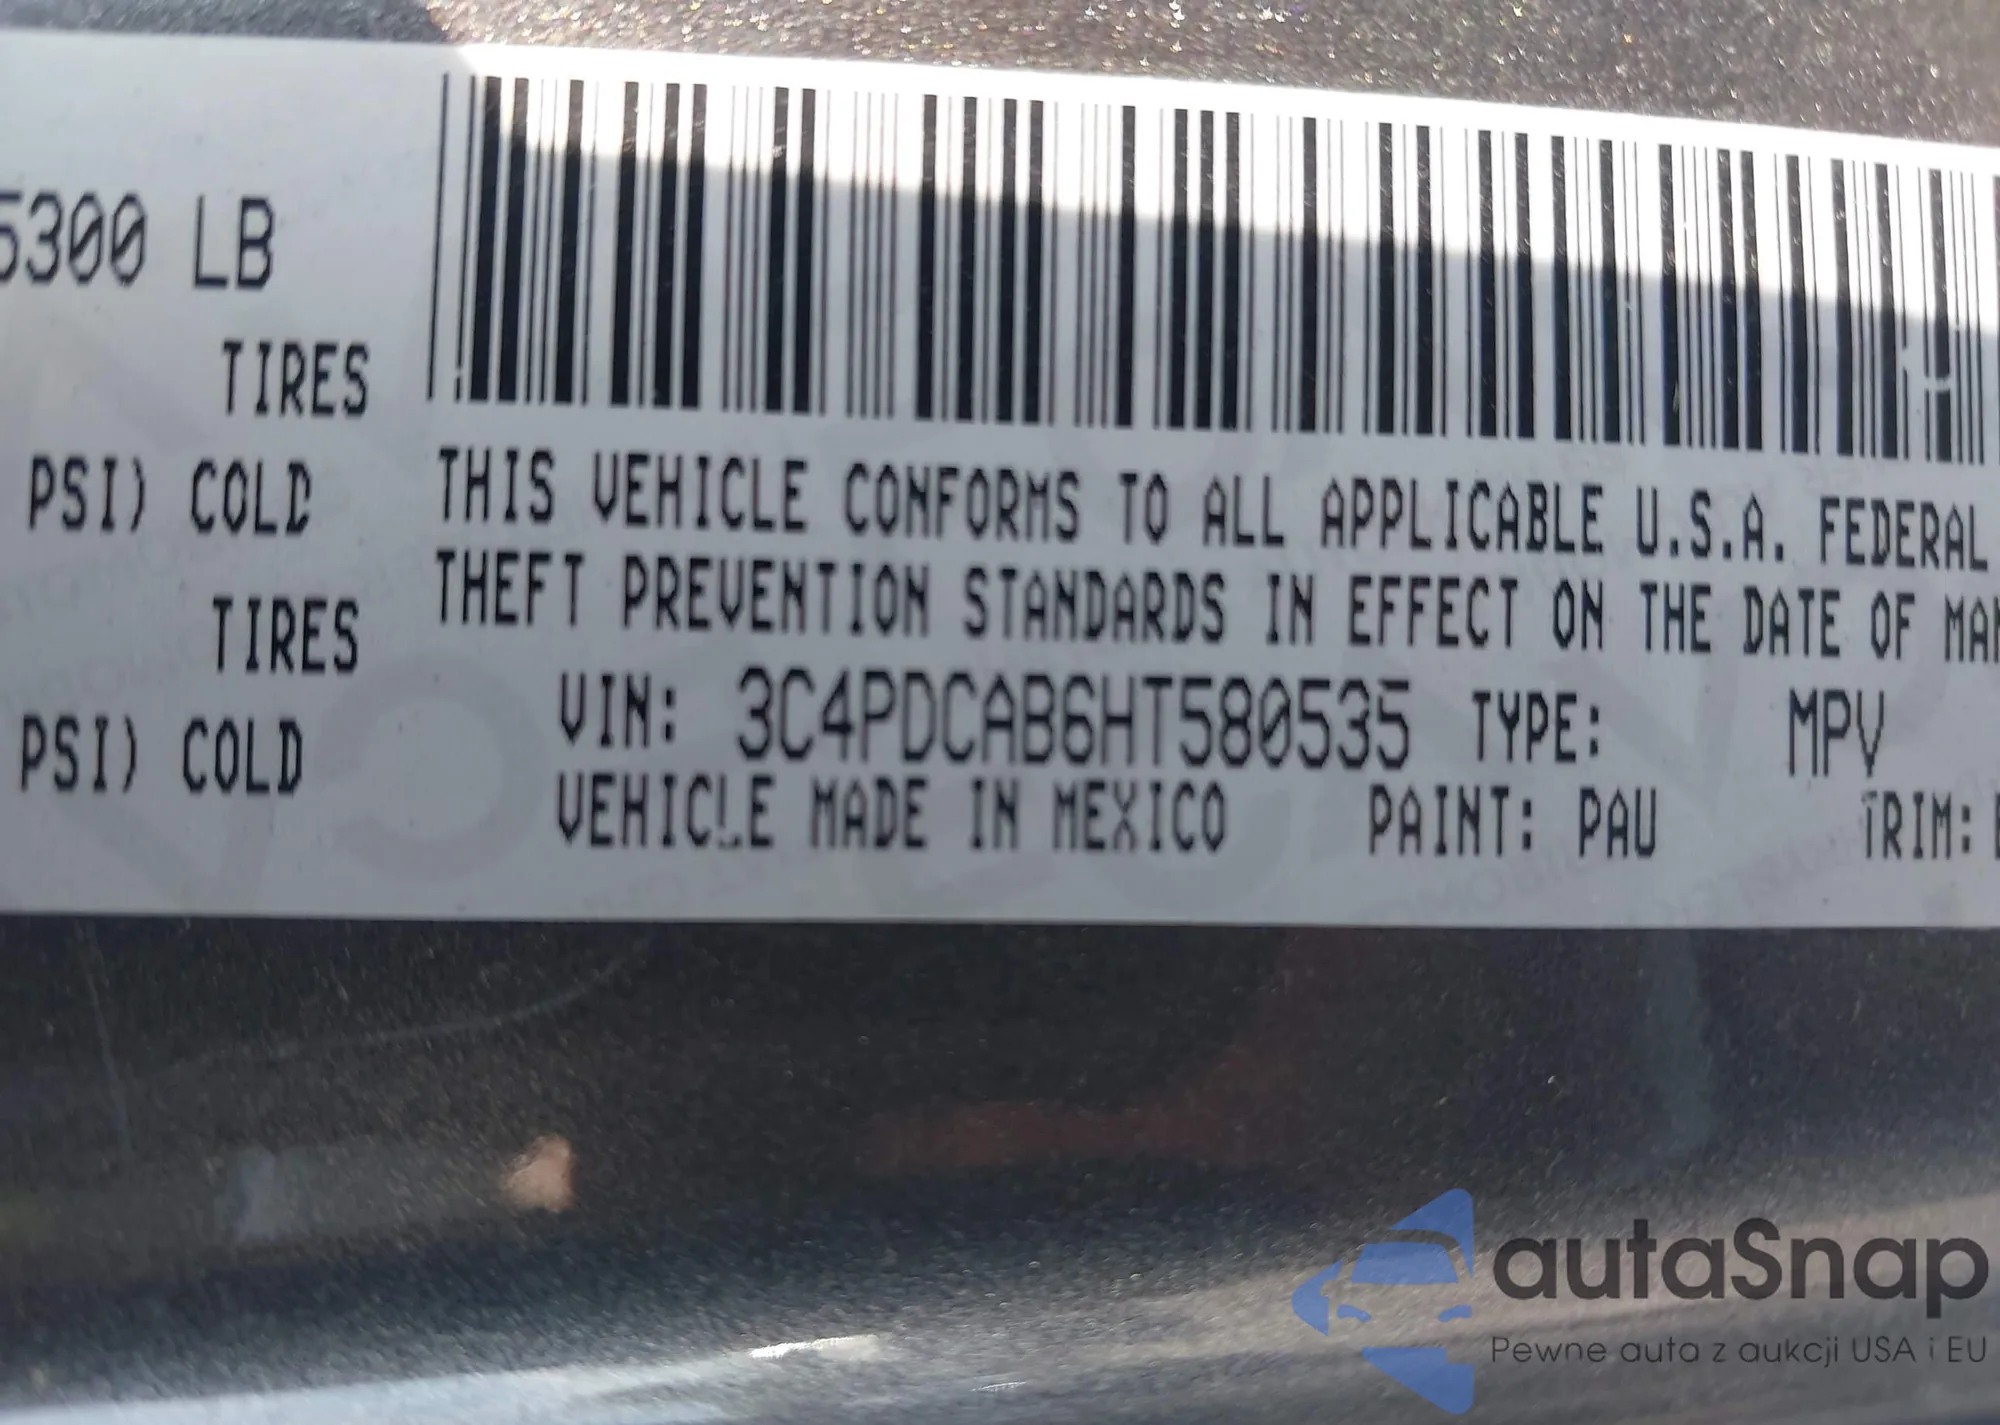 5300 LB
TIRES
PSI) COLD
TIRES
PSI) COLD
THIS VEHICLE CONFORMS TO ALL APPLICABLE U.S.A. FEDERAL
THEFT PREVENTION STANDARDS IN EFFECT ON THE DATE OF MAN
VIN: 3C4PDCAB6HT580535 TYPE: MPV
VEHICLE MADE IN MEXICO PAINT: PAU TRIM:
autaSnap
Pewne auta z aukcji USA i EU